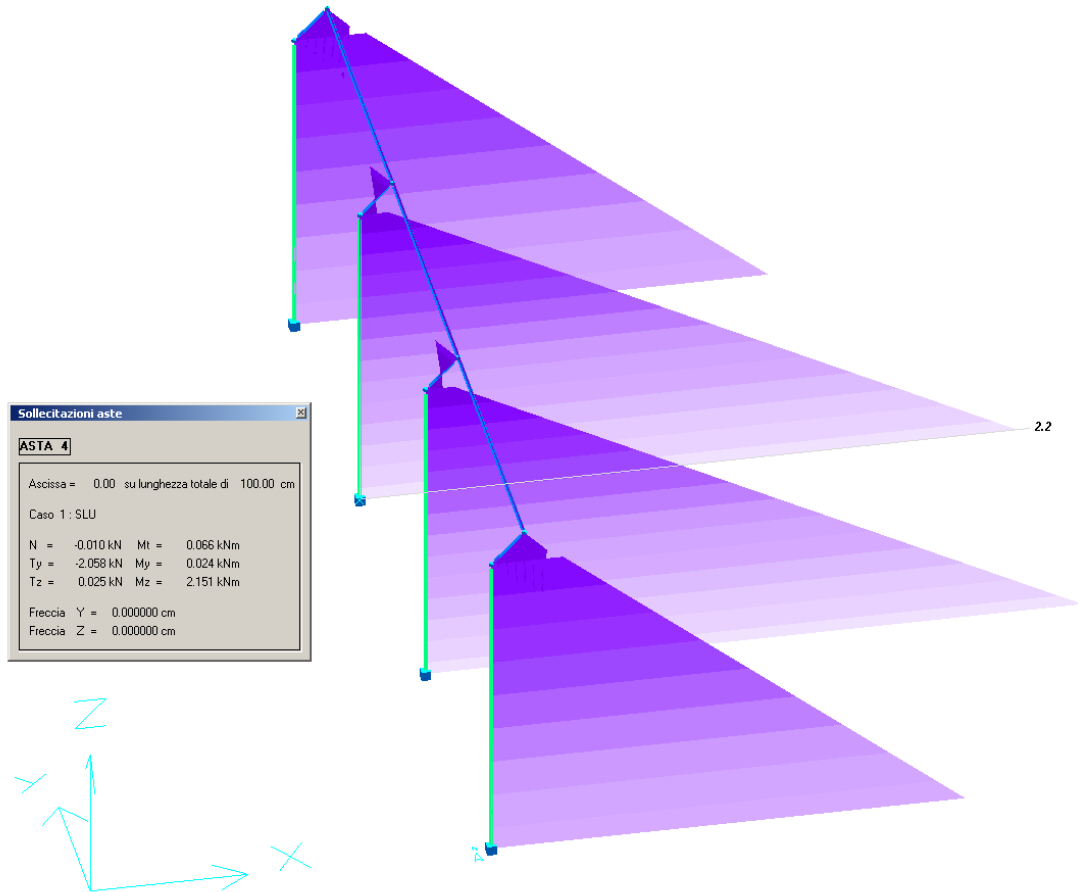 2.2
Sollecitazioni aste
ASTA 4
Ascissa = 0.00 su lunghezza totale di 100.00 cm
Caso 1 : SLU
N = -0.010 kN Mt = 0.066 kNm
Ty = -2.058 kN My = 0.024 kNm
Tz = 0.025 kN Mz = 2.151 kNm
Freccia Y = 0.000000 cm
Freccia Z = 0.000000 cm
Z
Y
X